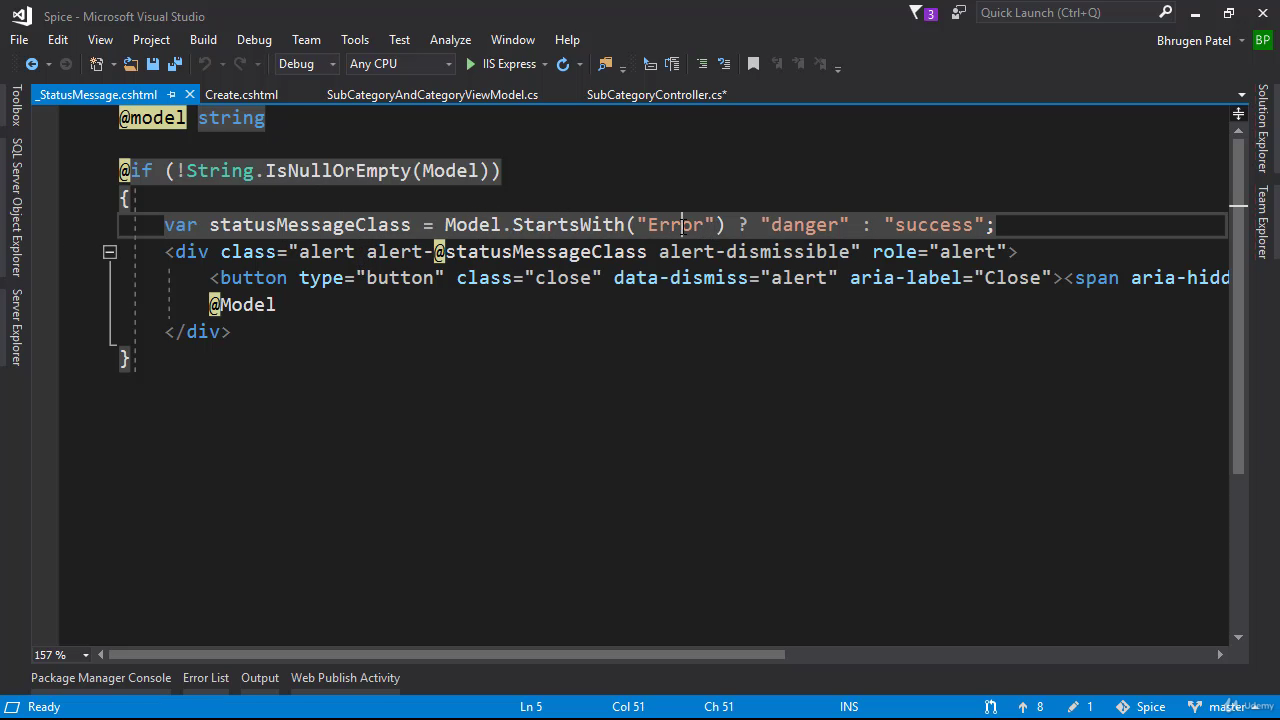 Spice - Microsoft Visual Studio
3
Quick Launch (Ctrl+Q)
File Edit View Project Build Debug Team Tools Test Analyze Window Help
Bhrugen Patel BP
Debug Any CPU IIS Express
_StatusMessage.cshtml Create.cshtml SubCategoryAndCategoryViewModel.cs SubCategoryController.cs*
Toolbox
SQL Server Object Explorer
Server Explorer
@model string
@if (!String.IsNullOrEmpty(Model))
{
var statusMessageClass = Model.StartsWith("Error") ? "danger" : "success";
<div class="alert alert-@statusMessageClass alert-dismissible" role="alert">
<button type="button" class="close" data-dismiss="alert" aria-label="Close"><span aria-hidd
@Model
</div>
}
Solution Explorer
Team Explorer
157 %
Package Manager Console Error List Output Web Publish Activity
Ready Ln 5 Col 51 Ch 51 INS 8 1 Spice master
Udemy